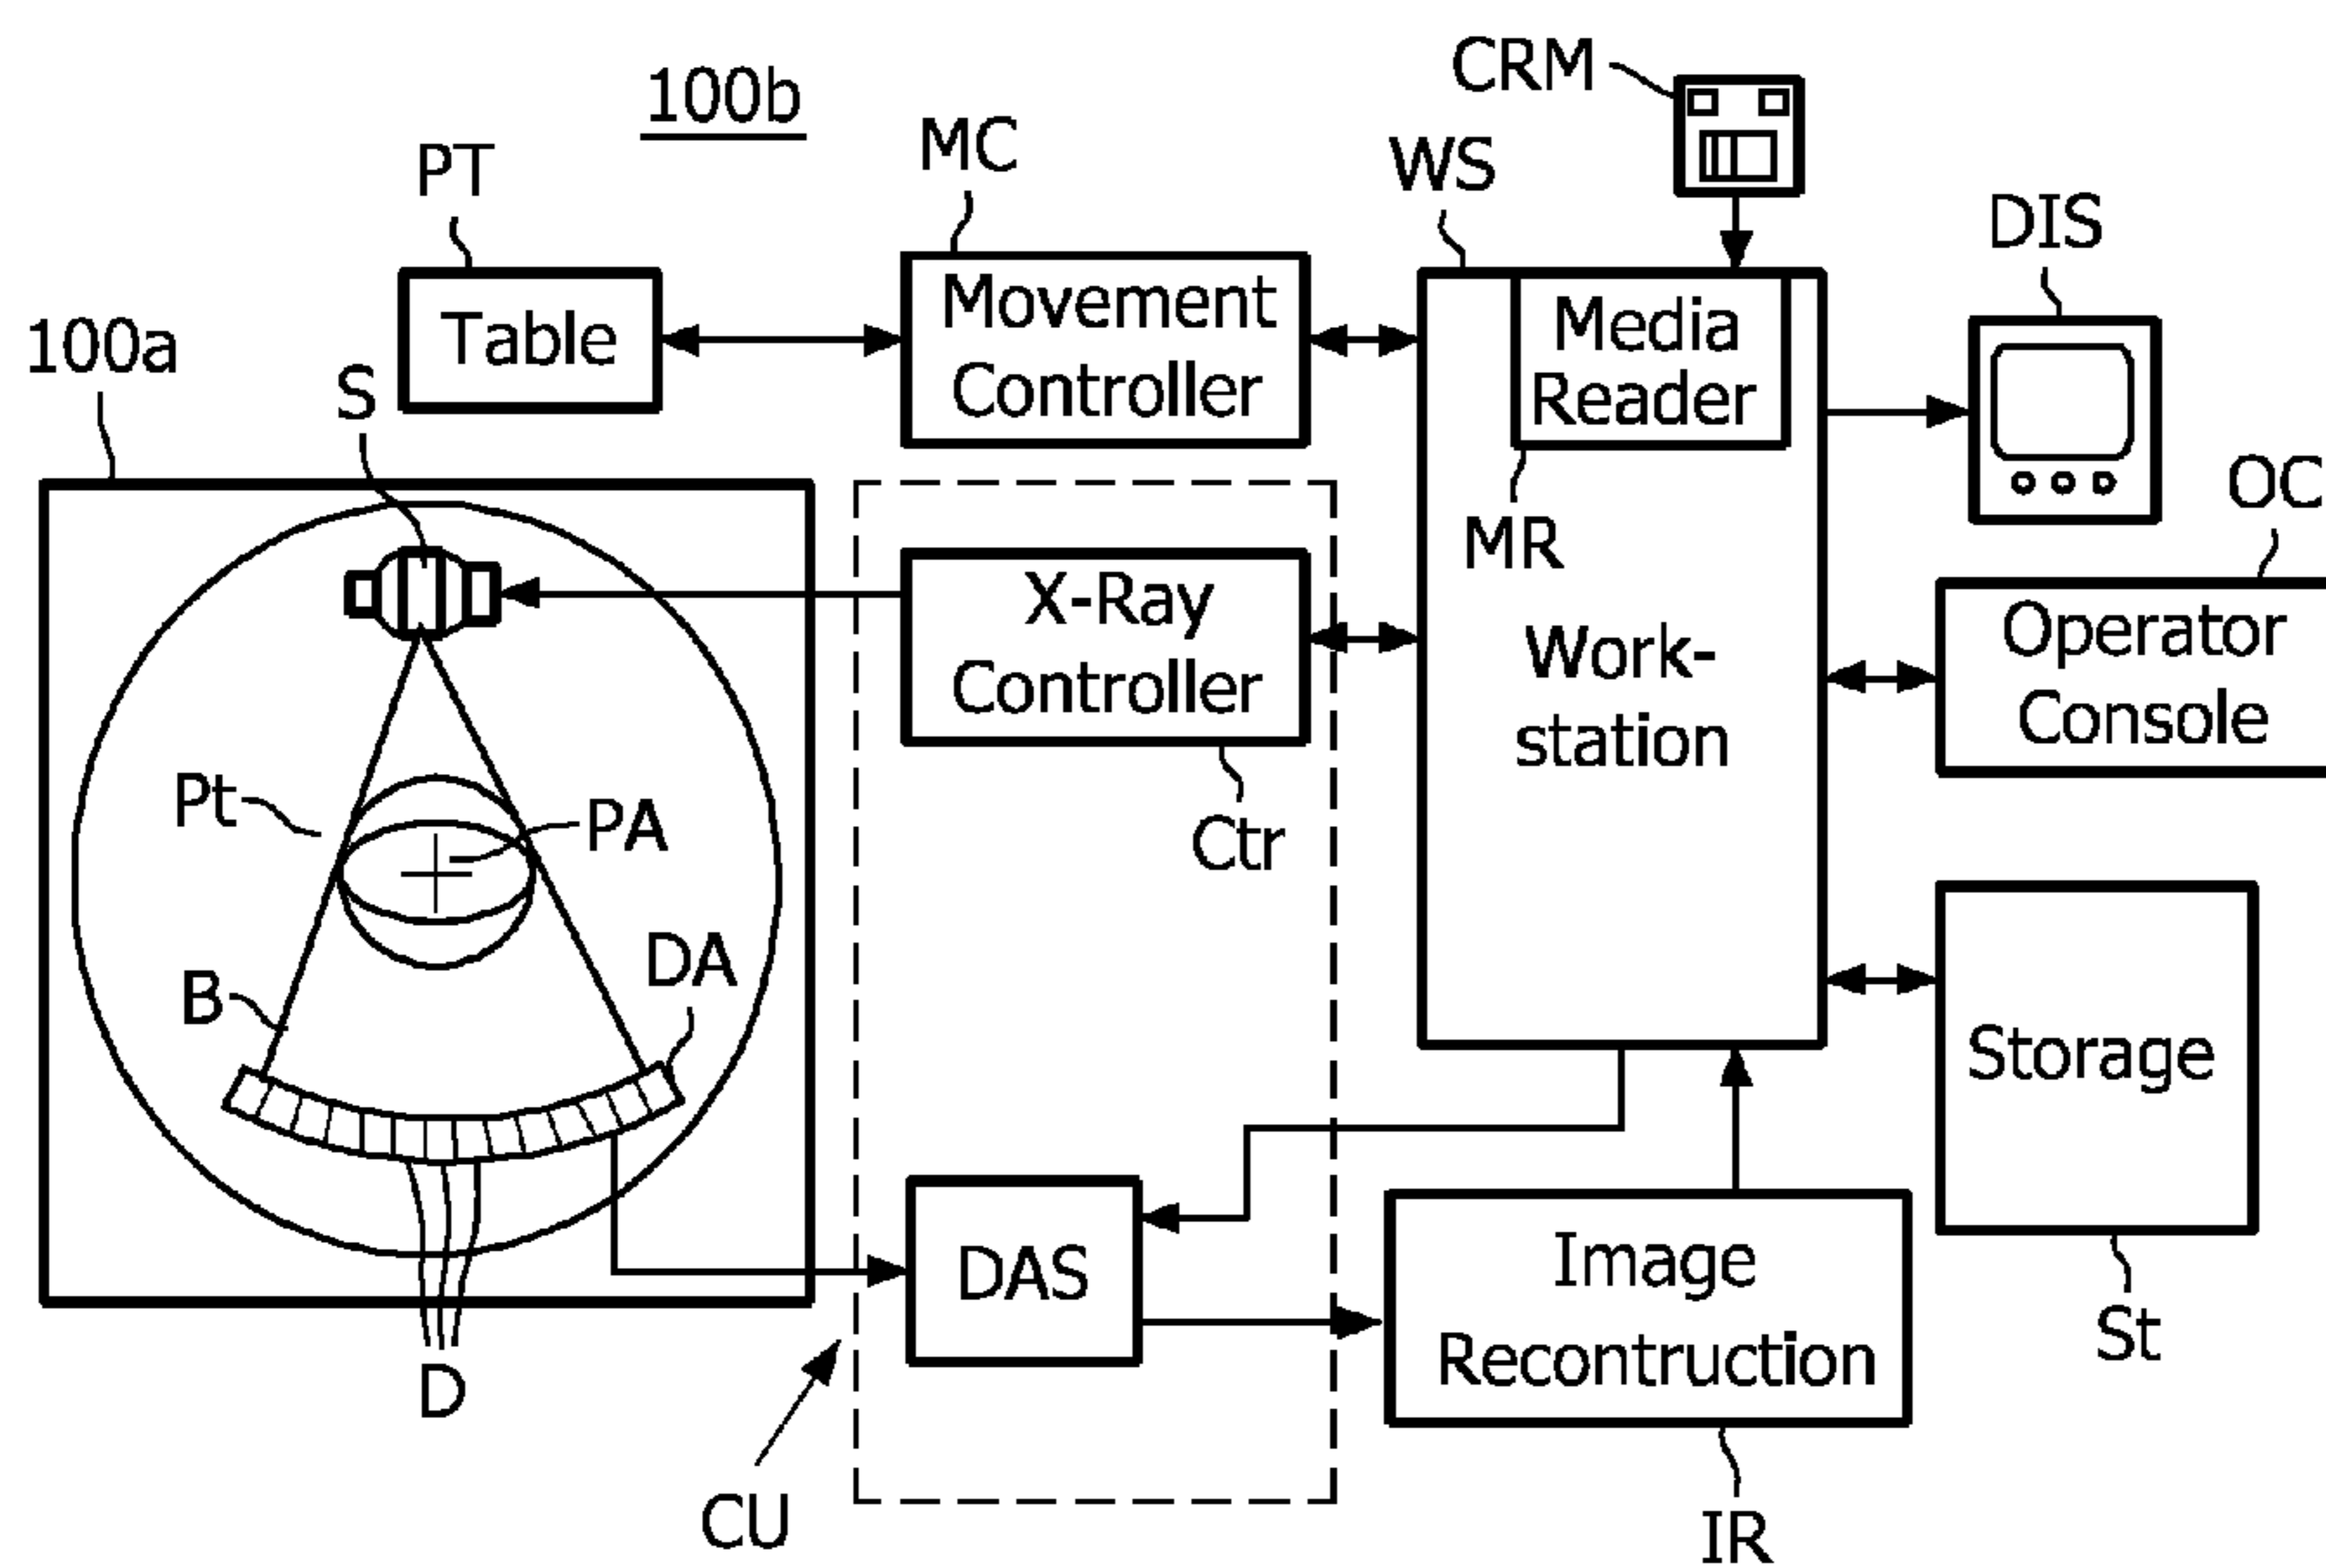 100b
CRM
PT
MC
WS
DIS
100a
S
Table
Movement
Controller
Media
Reader
MR
OC
X-Ray
Controller
Work-
station
Operator
Console
Pt
PA
Ctr
B
DA
Storage
DAS
Image
Recontruction
St
D
CU
IR